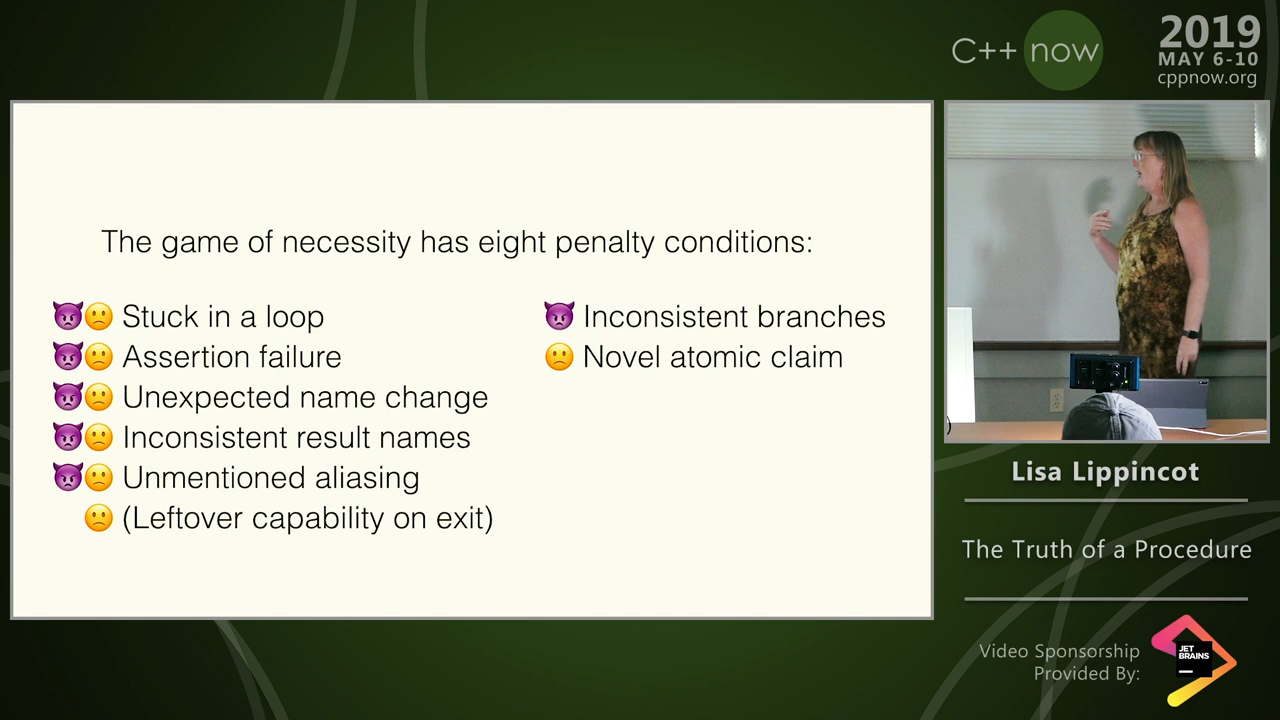 C++ now
2019
MAY 6-10
cppnow.org
The game of necessity has eight penalty conditions:
😈🙁 Stuck in a loop
😈🙁 Assertion failure
😈🙁 Unexpected name change
😈🙁 Inconsistent result names
😈🙁 Unmentioned aliasing
🙁 (Leftover capability on exit)
😈 Inconsistent branches
🙁 Novel atomic claim
Lisa Lippincot
The Truth of a Procedure
Video Sponsorship
Provided By:
JET
BRAINS